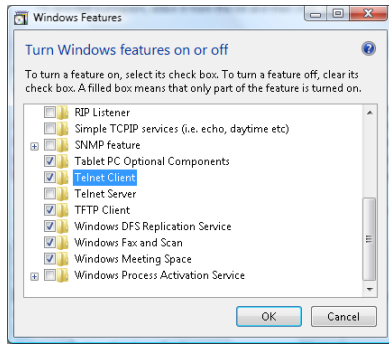 Windows Features
Turn Windows features on or off
To turn a feature on, select its check box. To turn a feature off, clear its
check box. A filled box means that only part of the feature is turned on.
RIP Listener
Simple TCPIP services (i.e. echo, daytime etc)
SNMP feature
Tablet PC Optional Components
Telnet Client
Telnet Server
TFTP Client
Windows DFS Replication Service
Windows Fax and Scan
Windows Meeting Space
Windows Process Activation Service
OK
Cancel